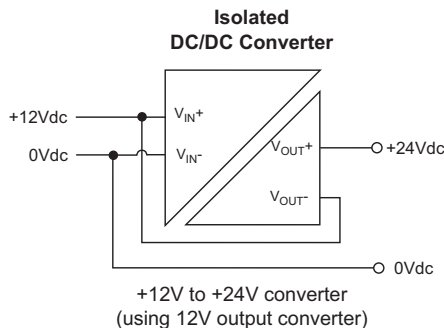 Isolated
DC/DC Converter
+12Vdc
VIN+
0Vdc
VIN-
VOUT+
+24Vdc
VOUT-
0Vdc
+12V to +24V converter
(using 12V output converter)